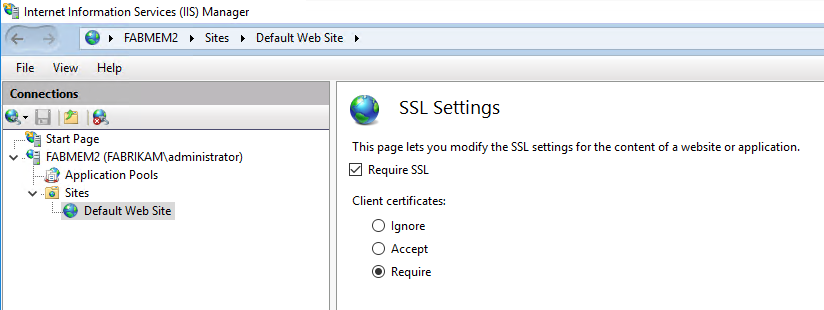 Internet Information Services (IIS) Manager
FABMEM2 Sites Default Web Site
File View Help
Connections
Start Page
FABMEM2 (FABRIKAM\administrator)
Application Pools
Sites
Default Web Site
SSL Settings
This page lets you modify the SSL settings for the content of a website or application.
Require SSL
Client certificates:
Ignore
Accept
Require